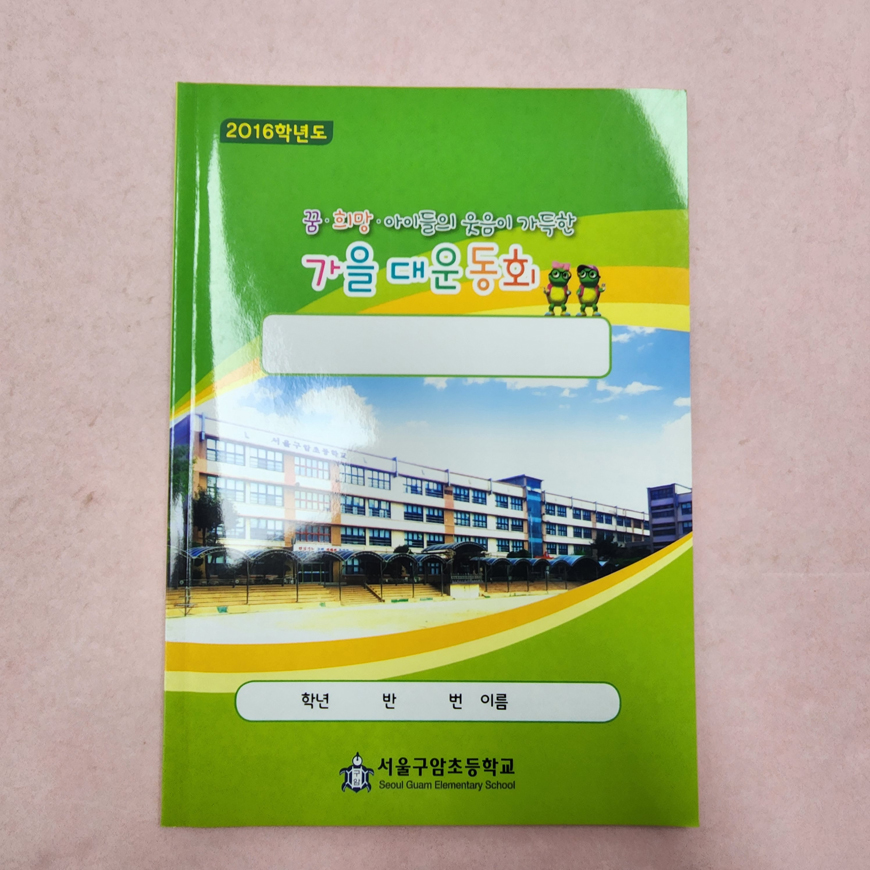 2016학년도
꿈·희망·아이들의 웃음이 가득한
가을 대운동회
서울구암초등학교
학년 반 번 이름
구암
서울구암초등학교
Seoul Guam Elementary School